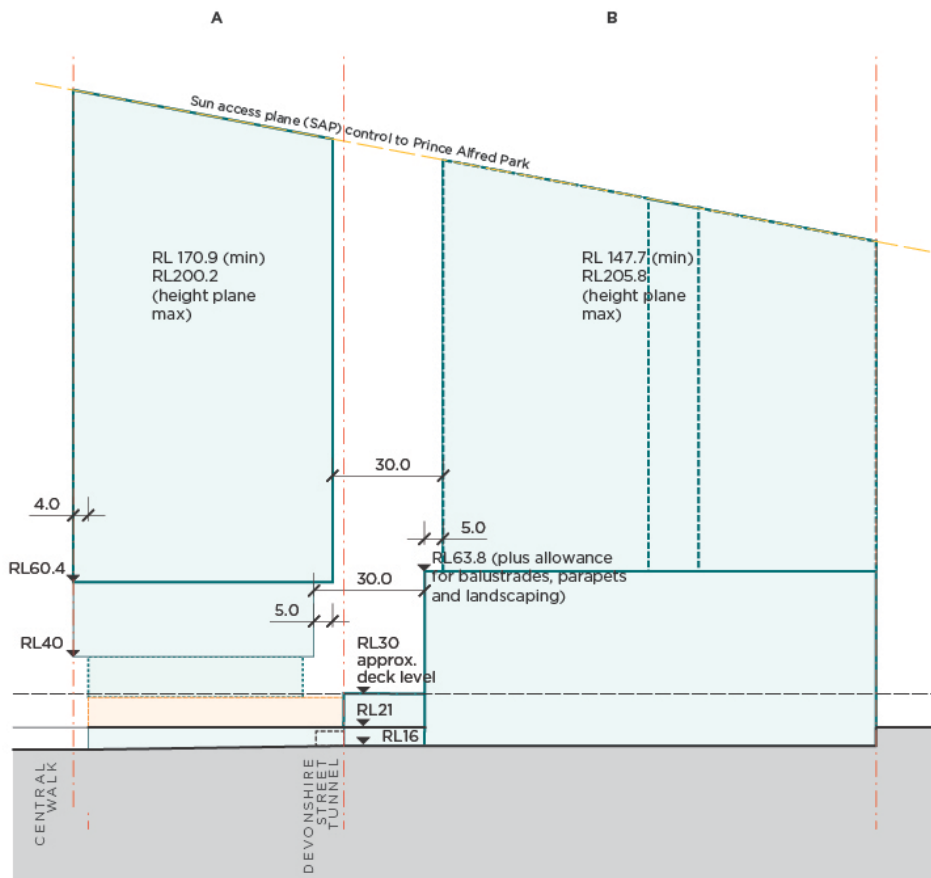 A
B
Sun access plane (SAP) control to Prince Alfred Park
RL 170.9 (min)
RL200.2
(height plane
max)
RL 147.7 (min)
RL205.8
(height plane
max)
30.0
4.0
5.0
RL60.4
RL63.8 (plus allowance
for balustrades, parapets
and landscaping)
30.0
5.0
RL40
RL30
approx.
deck level
RL21
RL16
CENTRAL
WALK
DEVONSHIRE
STREET
TUNNEL